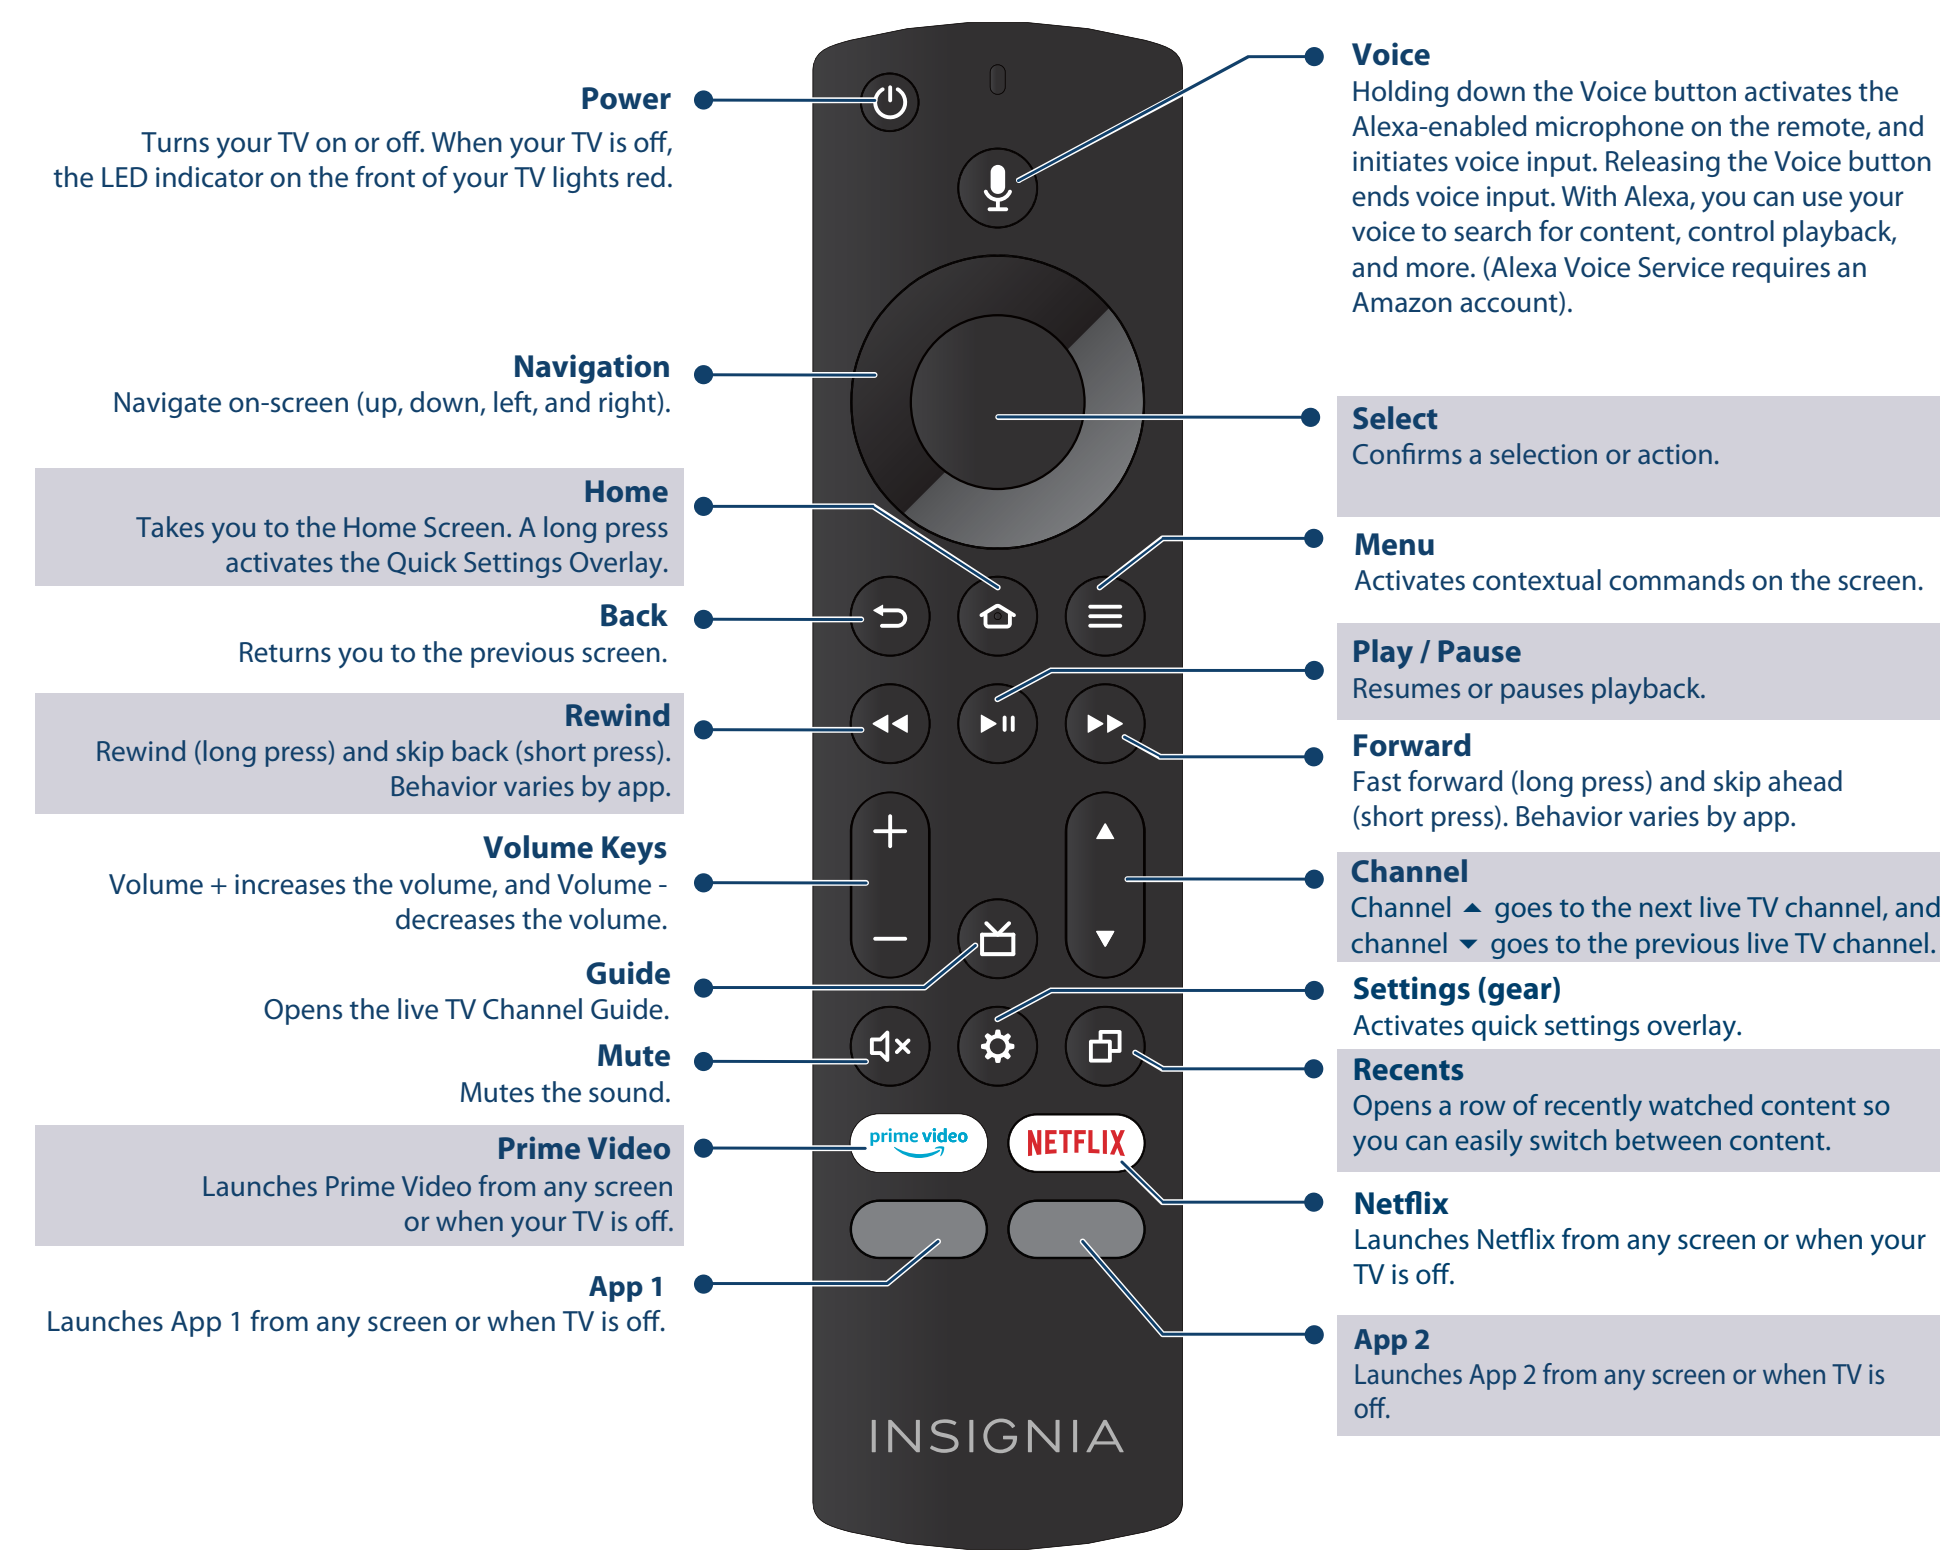 Power
Turns your TV on or off. When your TV is off,
the LED indicator on the front of your TV lights red.
Navigation
Navigate on-screen (up, down, left, and right).
Home
Takes you to the Home Screen. A long press
activates the Quick Settings Overlay.
Back
Returns you to the previous screen.
Rewind
Rewind (long press) and skip back (short press).
Behavior varies by app.
Volume Keys
Volume + increases the volume, and Volume -
decreases the volume.
Guide
Opens the live TV Channel Guide.
Mute
Mutes the sound.
Prime Video
Launches Prime Video from any screen
or when your TV is off.
App 1
Launches App 1 from any screen or when TV is off.
prime video
NETFLIX
INSIGNIA
Voice
Holding down the Voice button activates the
Alexa-enabled microphone on the remote, and
initiates voice input. Releasing the Voice button
ends voice input. With Alexa, you can use your
voice to search for content, control playback,
and more. (Alexa Voice Service requires an
Amazon account).
Select
Confirms a selection or action.
Menu
Activates contextual commands on the screen.
Play / Pause
Resumes or pauses playback.
Forward
Fast forward (long press) and skip ahead
(short press). Behavior varies by app.
Channel
Channel ▲ goes to the next live TV channel, and
channel ▼ goes to the previous live TV channel.
Settings (gear)
Activates quick settings overlay.
Recents
Opens a row of recently watched content so
you can easily switch between content.
Netflix
Launches Netflix from any screen or when your
TV is off.
App 2
Launches App 2 from any screen or when TV is
off.